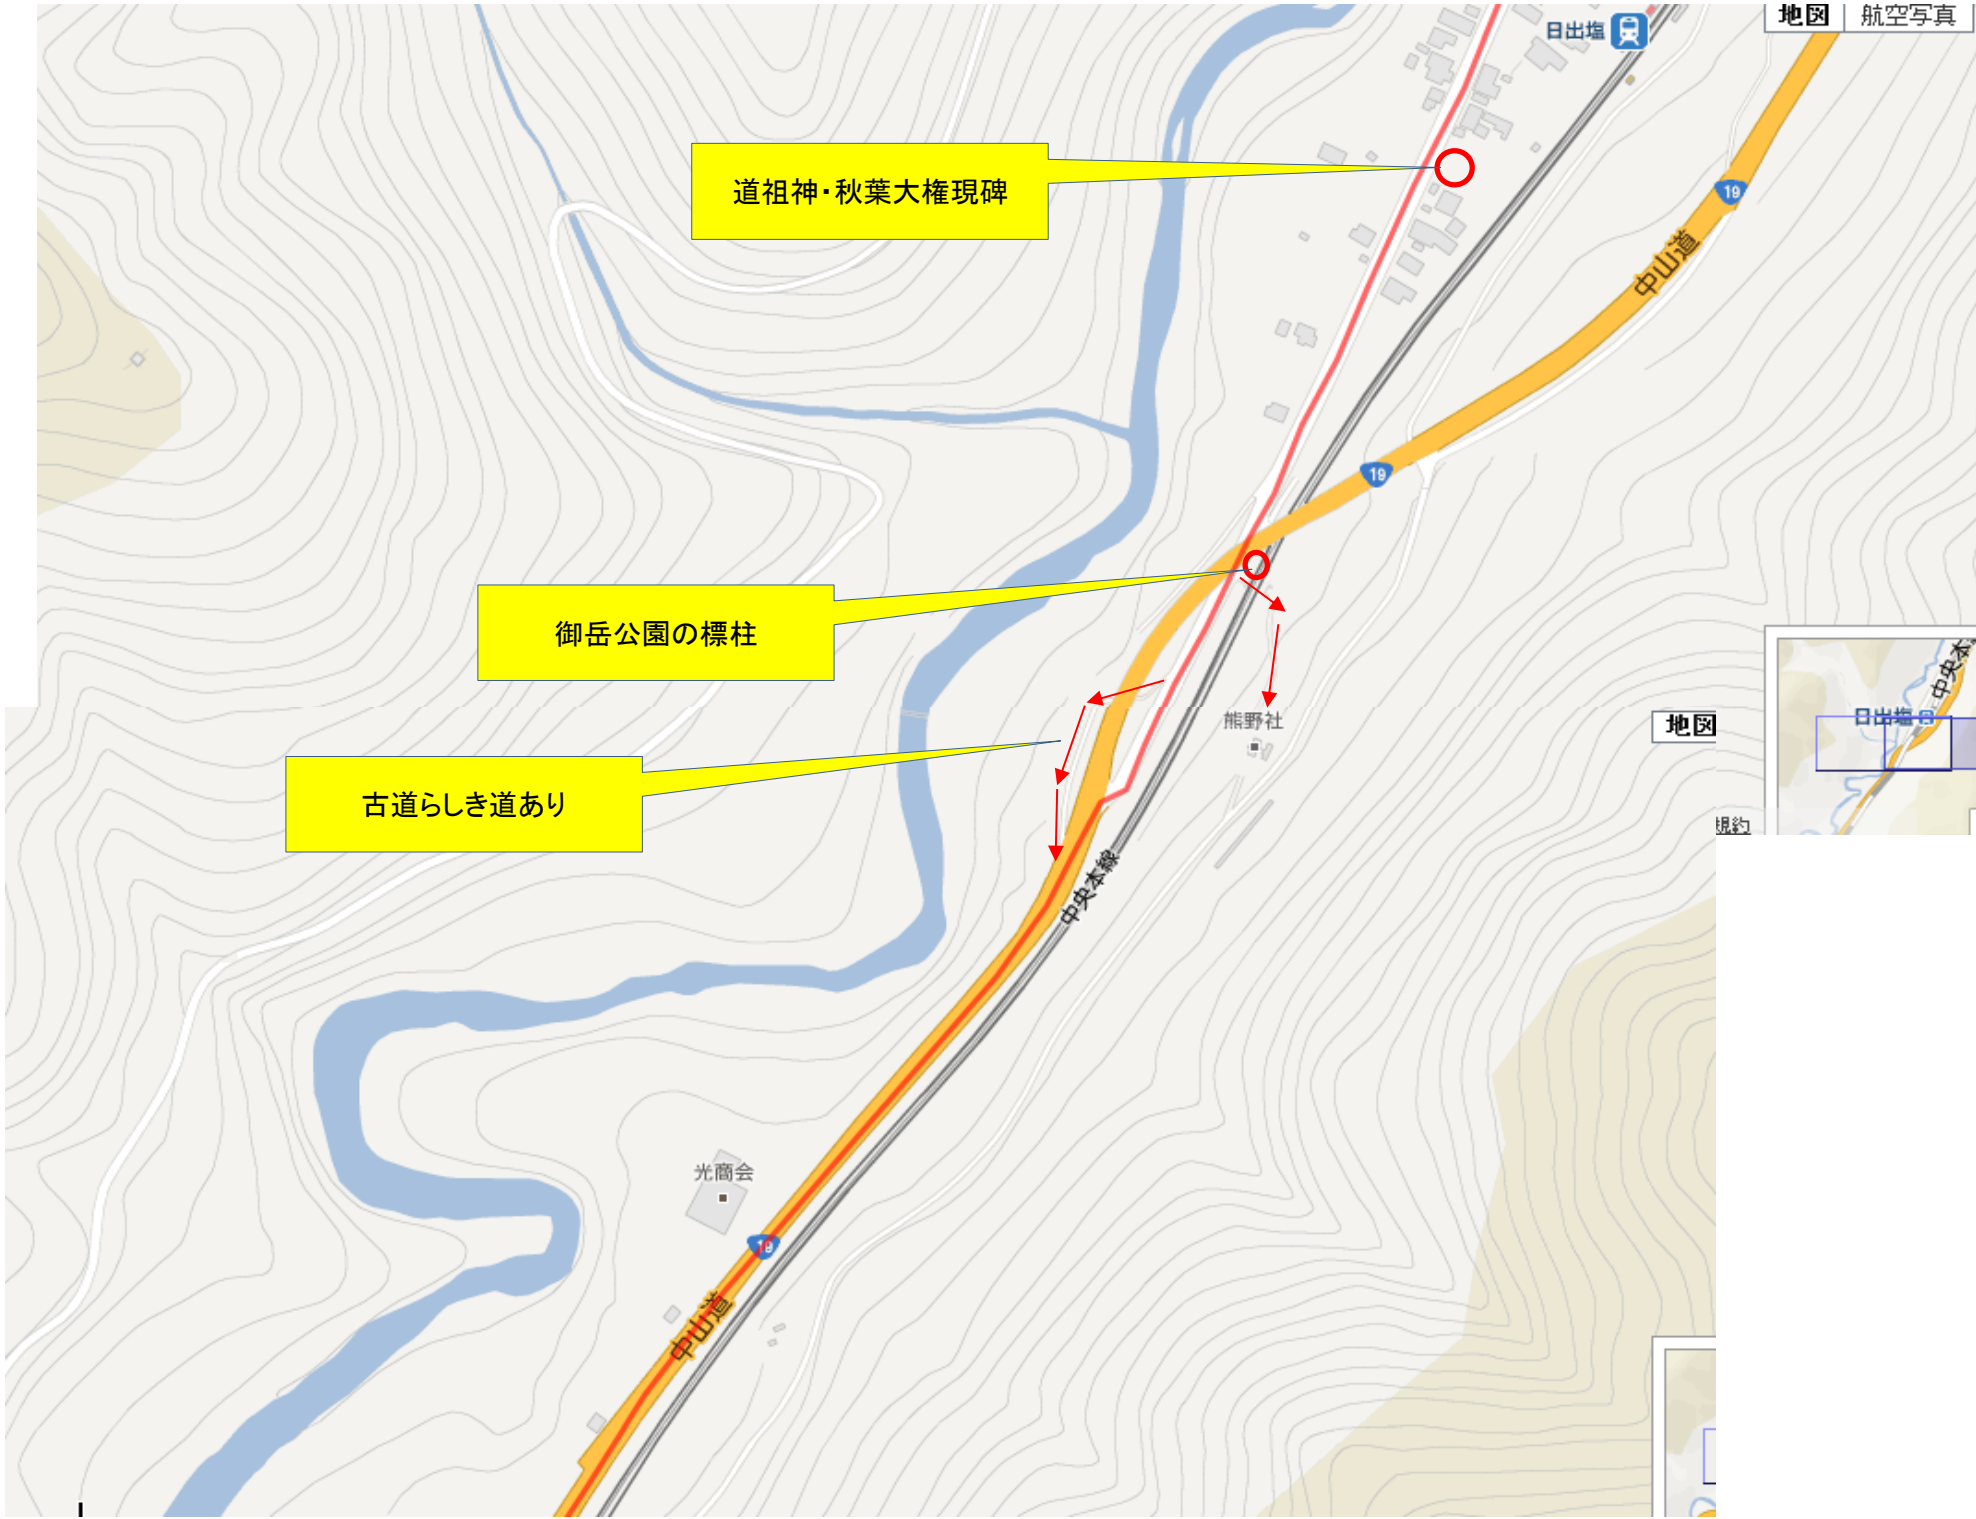 日出塩
地図
航空写真
道祖神・秋葉大権現碑
19
中山道
19
御岳公園の標柱
中央本
熊野社
地図
日出塩
古道らしき道あり
規約
中央本線
光商会
19
中山道